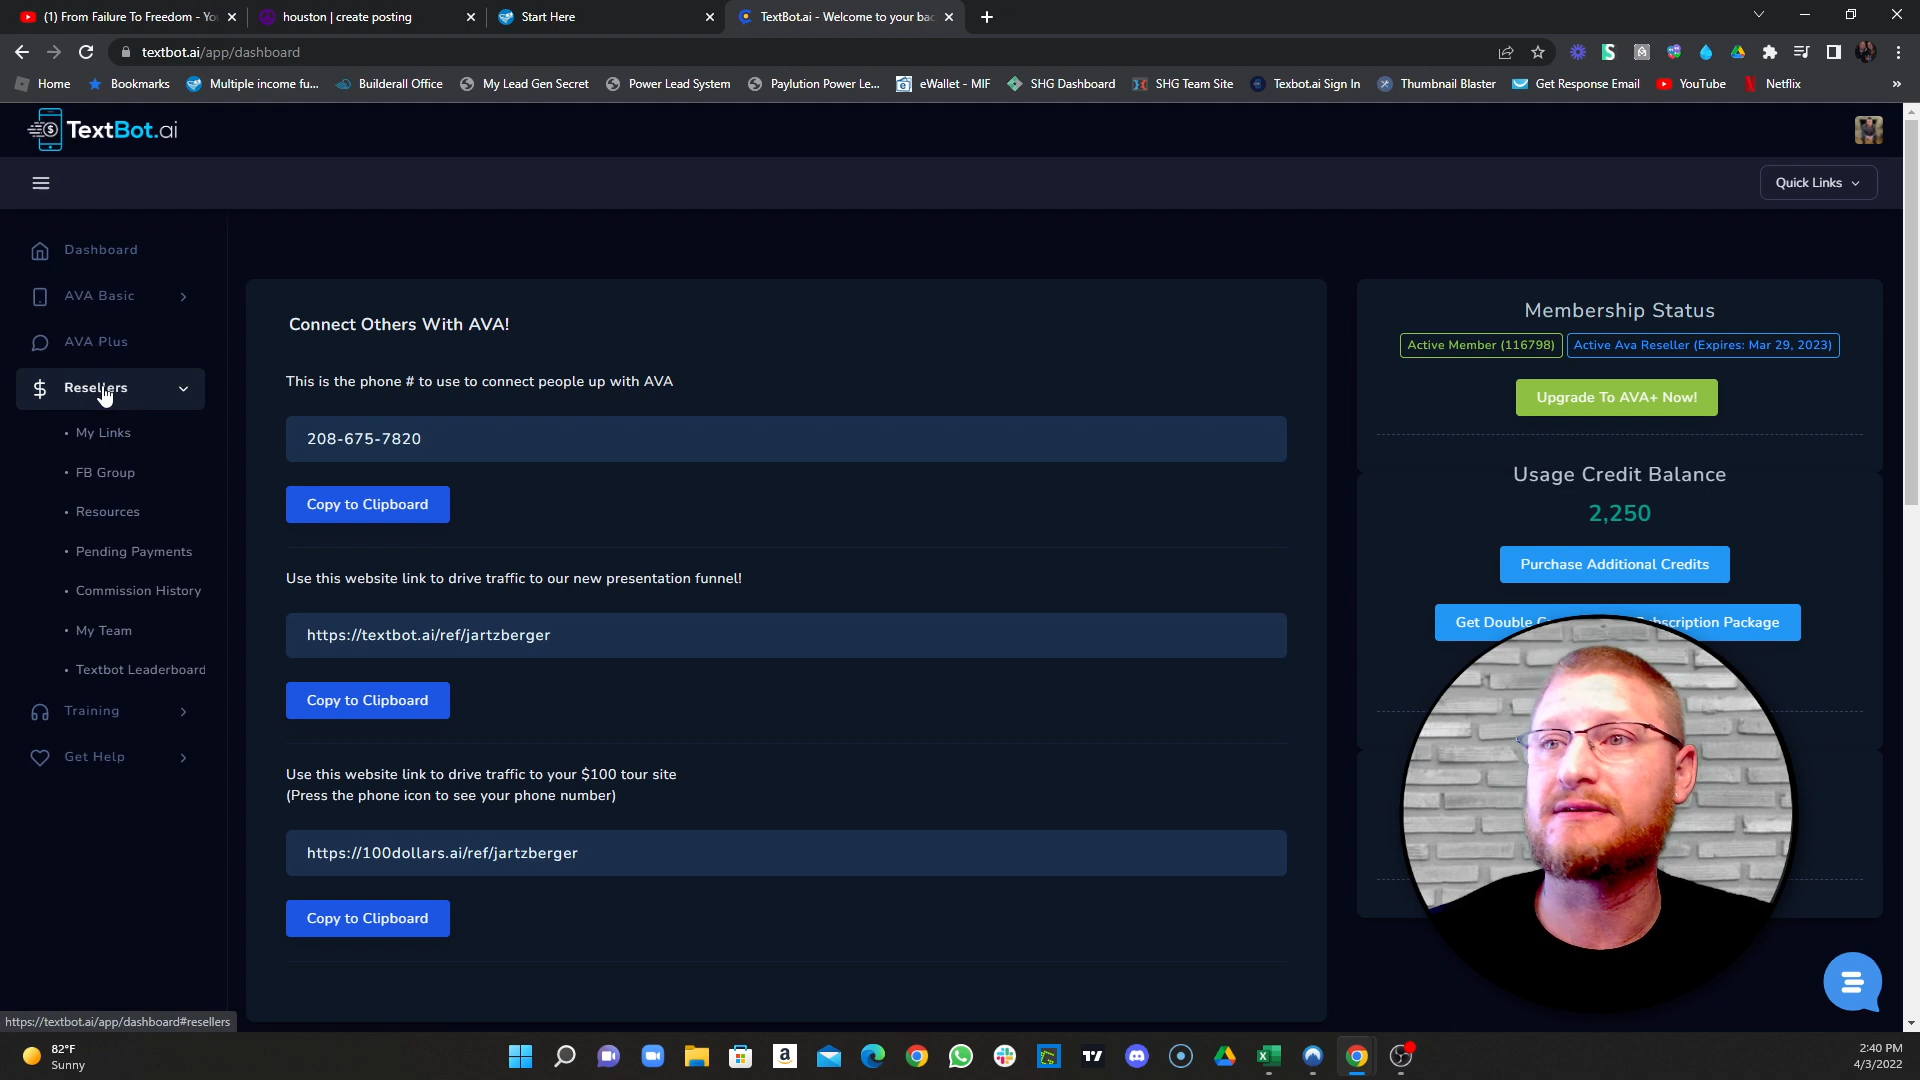 (1) From Failure To Freedom - Yo
houston | create posting
Start Here
TextBot.ai - Welcome to your bac
textbot.ai/app/dashboard
Home
Bookmarks
Multiple income fu...
Builderall Office
My Lead Gen Secret
Power Lead System
Paylution Power Le...
eWallet - MIF
SHG Dashboard
SHG Team Site
Texbot.ai Sign In
Thumbnail Blaster
Get Response Email
YouTube
Netflix
»
TextBot.ai
Quick Links
Dashboard
AVA Basic
AVA Plus
Resellers
• My Links
• FB Group
• Resources
• Pending Payments
• Commission History
• My Team
• Textbot Leaderboard
Training
Get Help
Connect Others With AVA!
This is the phone # to use to connect people up with AVA
208-675-7820
Copy to Clipboard
Use this website link to drive traffic to our new presentation funnel!
https://textbot.ai/ref/jartzberger
Copy to Clipboard
Use this website link to drive traffic to your $100 tour site
(Press the phone icon to see your phone number)
https://100dollars.ai/ref/jartzberger
Copy to Clipboard
Membership Status
Active Member (116798)
Active Ava Reseller (Expires: Mar 29, 2023)
Upgrade To AVA+ Now!
Usage Credit Balance
2,250
Purchase Additional Credits
Get Double
scription Package
https://textbot.ai/app/dashboard#resellers
82°F
Sunny
2:40 PM
4/3/2022